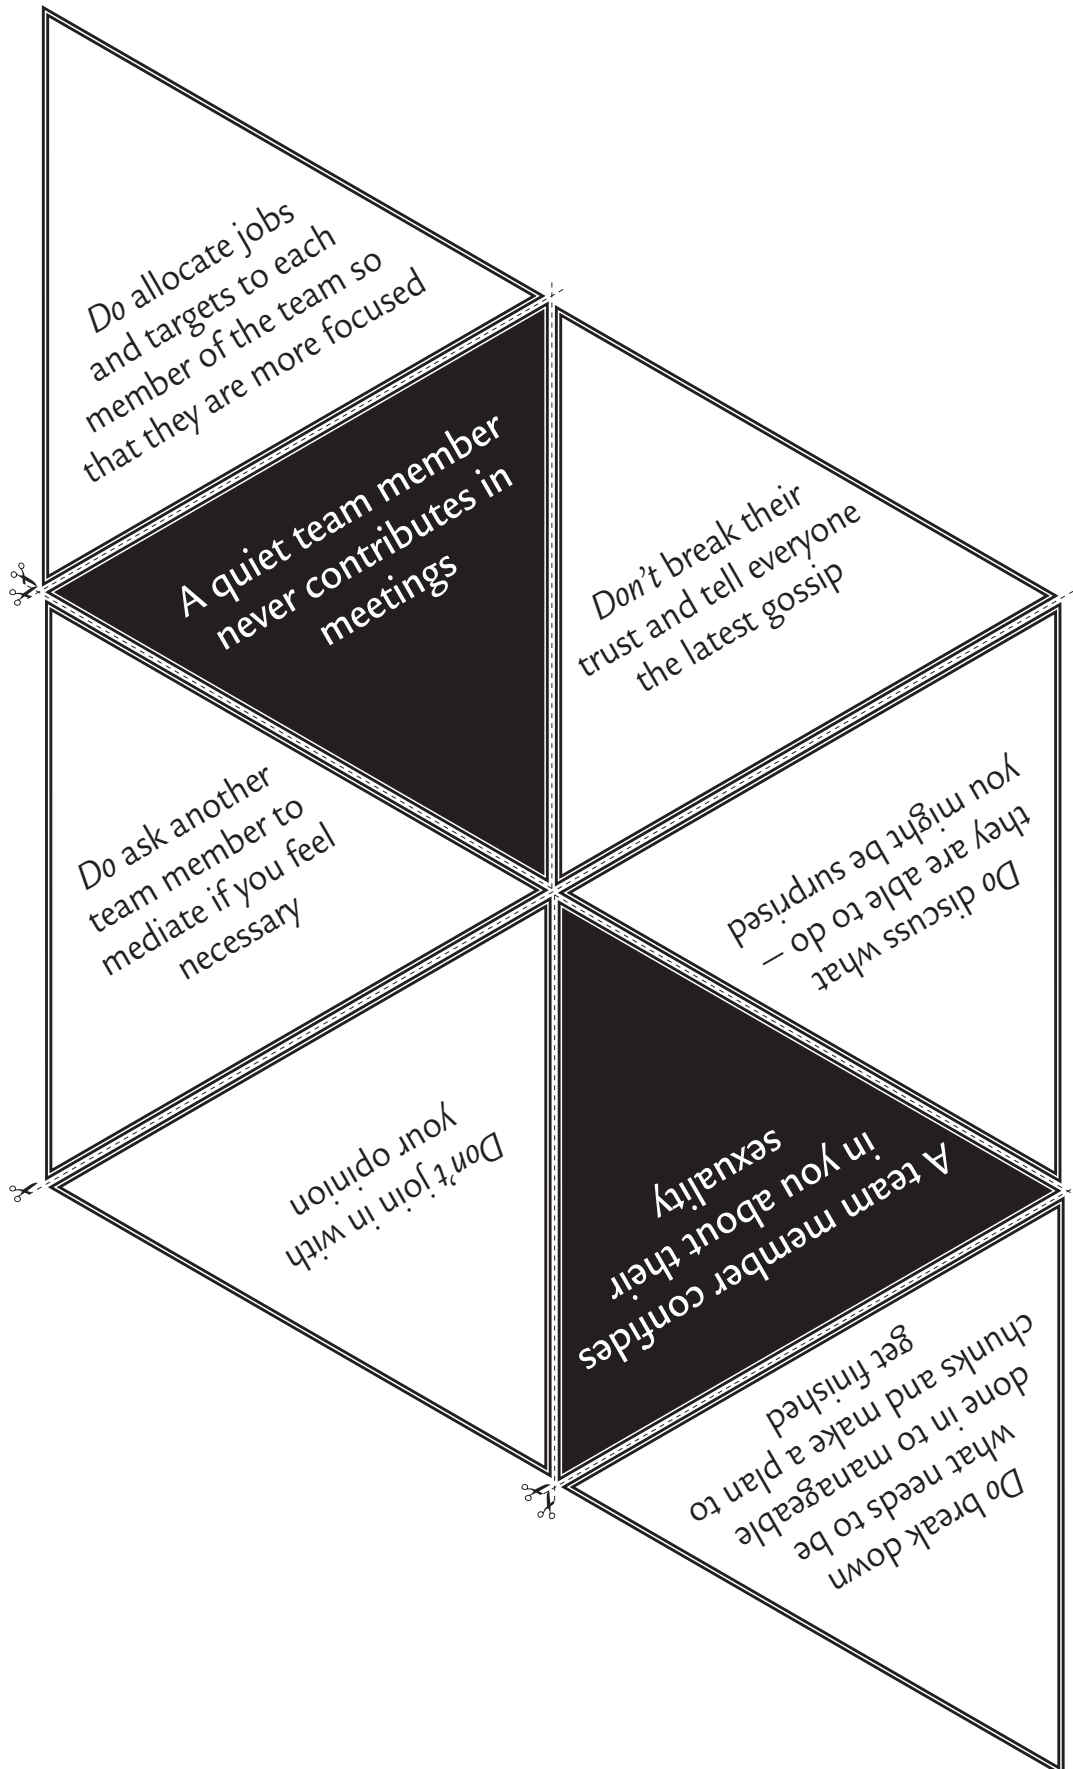 Do allocate jobs
and targets to each
member of the team so
that they are more focused
A quiet team member
never contributes in
meetings
Don't break their
trust and tell everyone
the latest gossip
Do ask another
team member to
mediate if you feel
necessary
Do discuss what
they are able to do –
you might be surprised
Don't join in with
your opinion
A team member confides
in you about their
sexuality
Do break down
what needs to be
done in to manageable
chunks and make a plan to
get finished